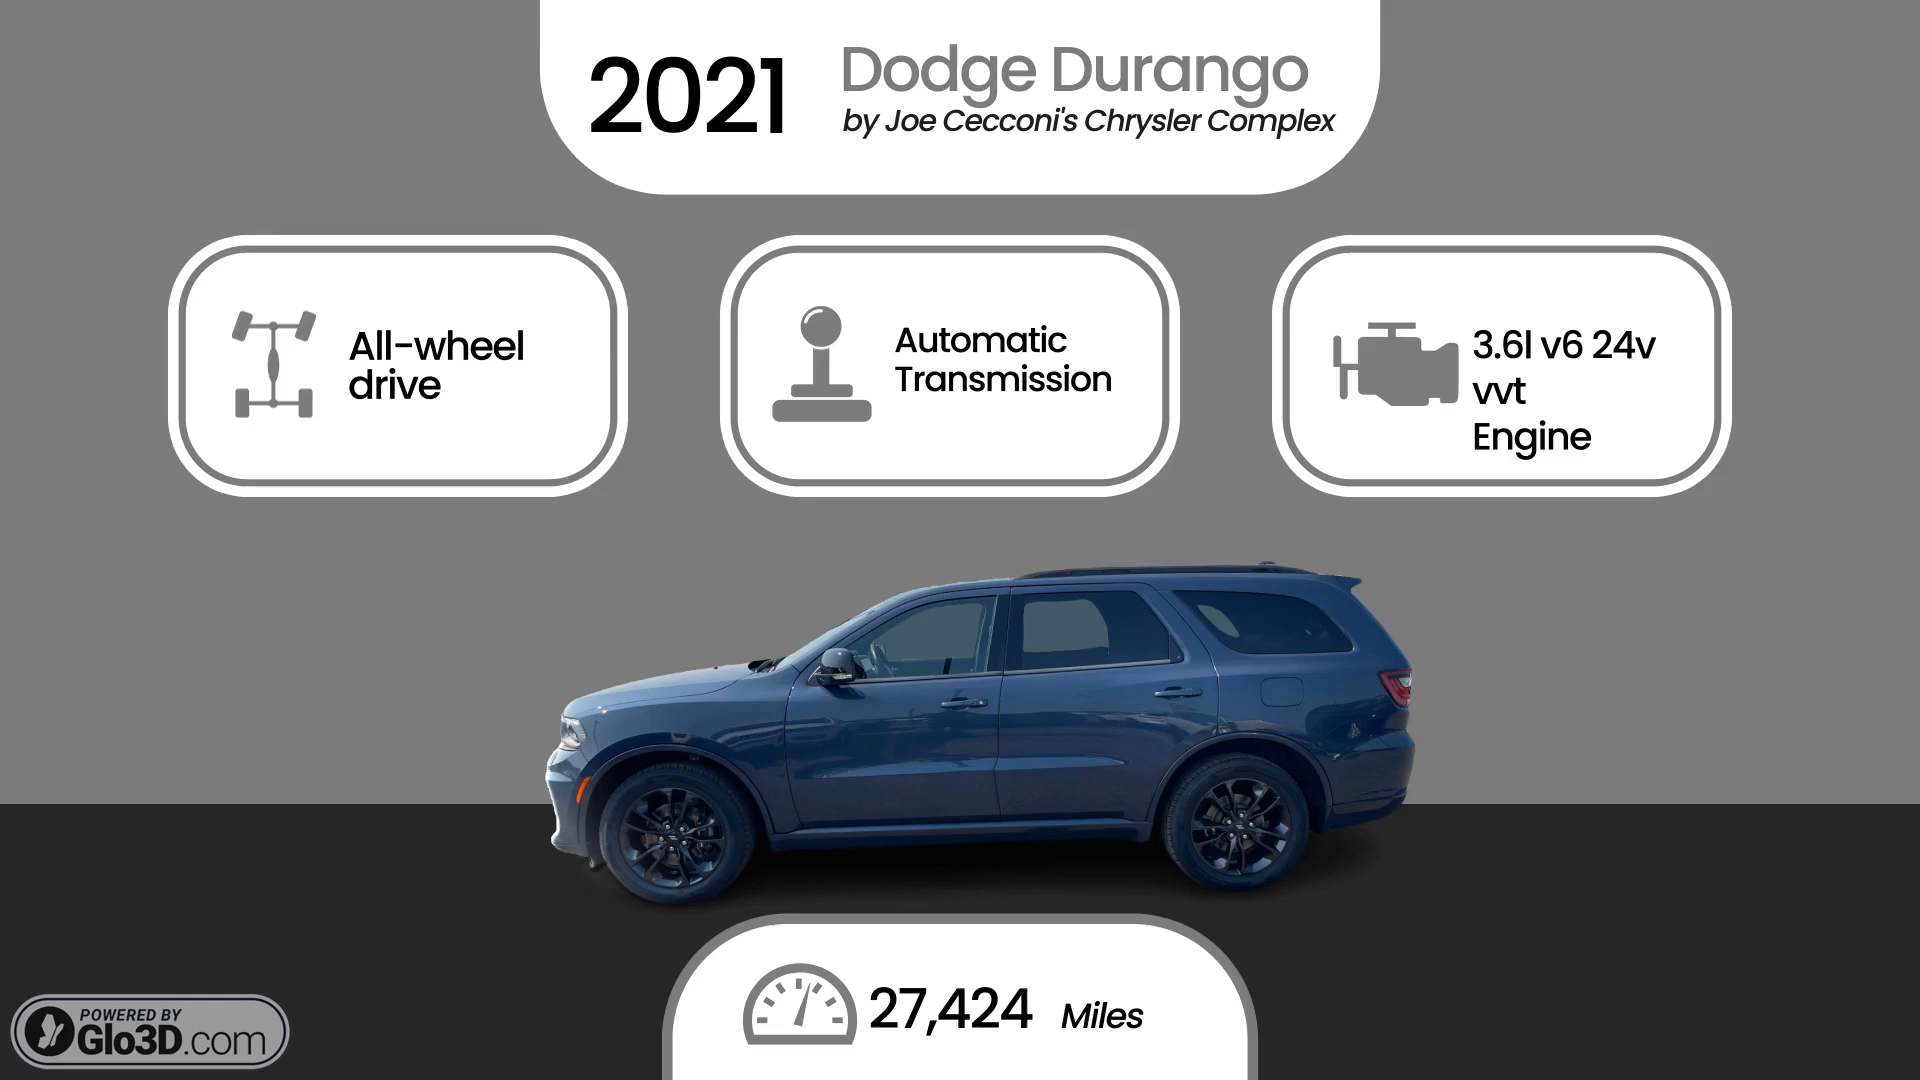 2021
Dodge Durango
by Joe Cecconi's Chrysler Complex
All-wheel
drive
Automatic
Transmission
3.6l v6 24v
vvt
Engine
27,424 Miles
POWERED BY
Glo3D.com